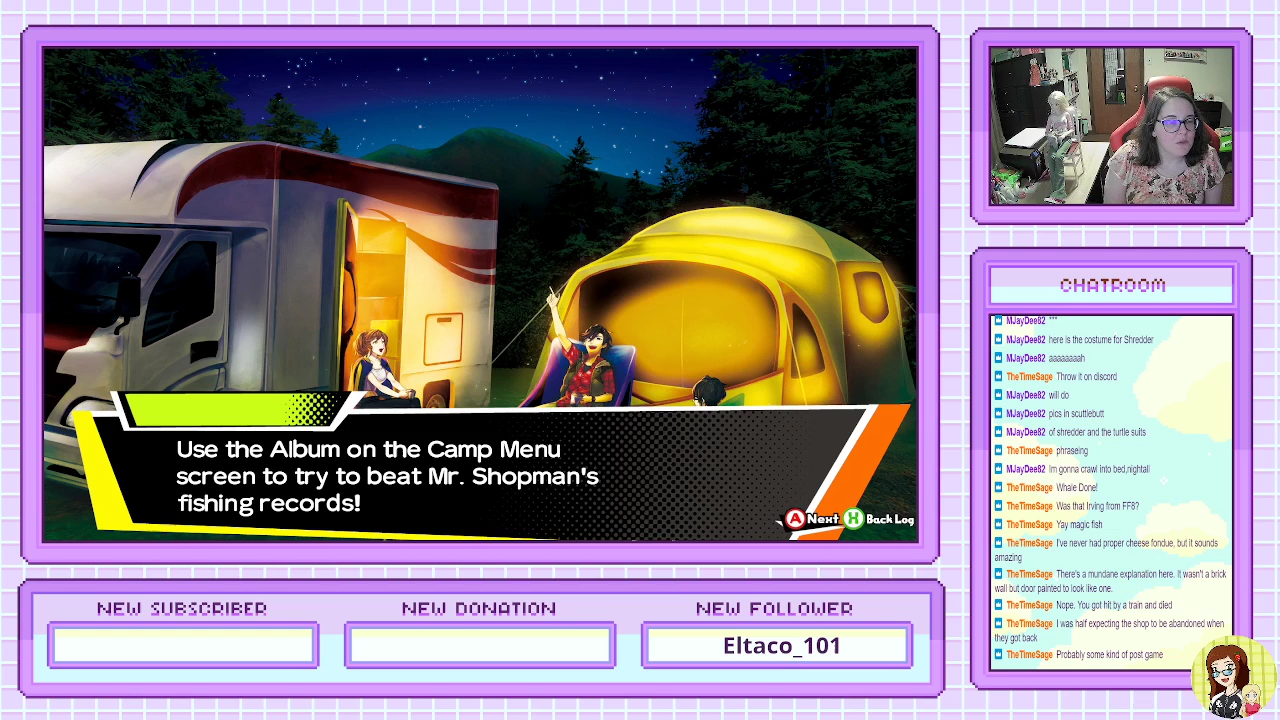 Use the Album on the Camp Menu
screen to try to beat Mr. Shopman's
fishing records!
A Next X Back Log
NEW SUBSCRIBER
NEW DONATION
NEW FOLLOWER
Eltaco_101
CHATROOM
MJayDee82 ***
MJayDee82 here is the costume for Shredder
MJayDee82 aaaaaaaah
TheTimeSage Throw it on discord
MJayDee82 will do
MJayDee82 pics in scuttlebutt
MJayDee82 of shredder and the turtle suits
TheTimeSage phraseing
MJayDee82 Im gonna crawl into bed,nightall
TheTimeSage Whale Done!
TheTimeSage Was that Irving from FF8?
TheTimeSage Yay magic fish
TheTimeSage I've never had proper cheese fondue, but it sounds
amazing
TheTimeSage There's a mundane explanation here. It wasn't a brick
wall but door painted to look like one.
TheTimeSage Nope. You got hit by a train and died
TheTimeSage I was half expecting the shop to be abandoned when
they got back
TheTimeSage Probably some kind of post game